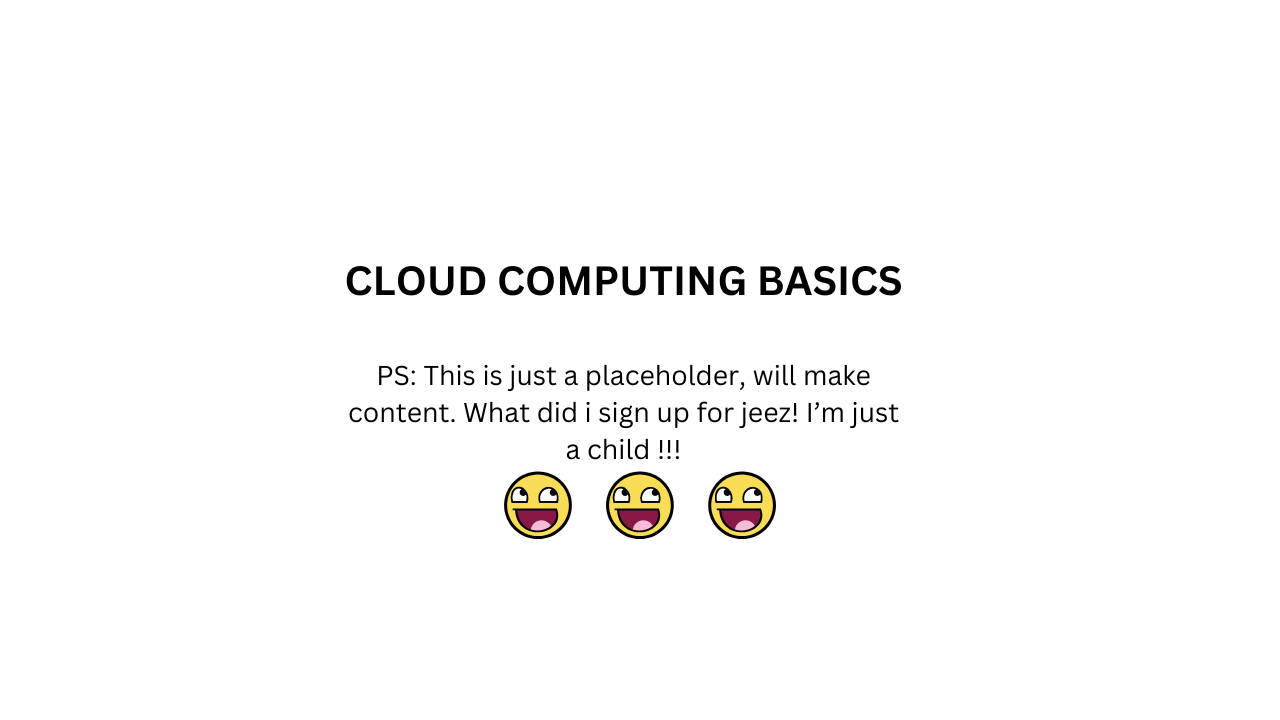 CLOUD COMPUTING BASICS
PS: This is just a placeholder, will make
content. What did i sign up for jeez! I’m just
a child !!!